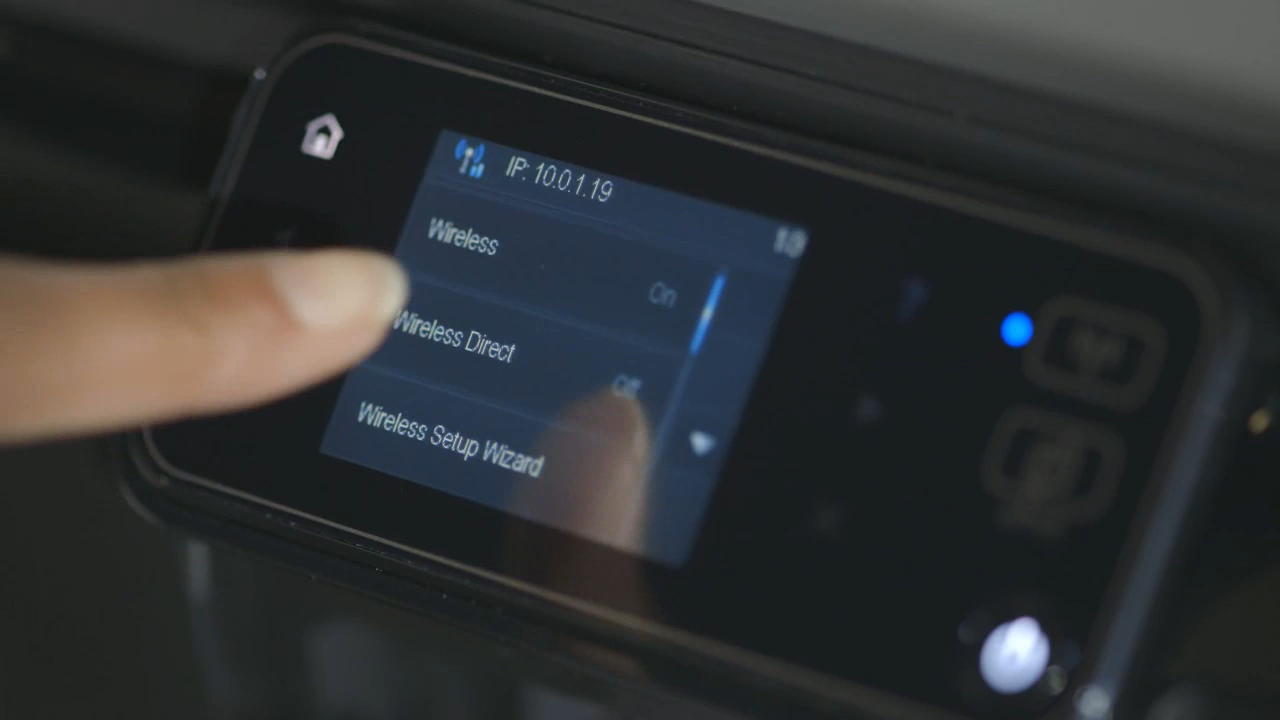 IP: 10.0.1.19
Wireless
On
Wireless Direct
Off
Wireless Setup Wizard